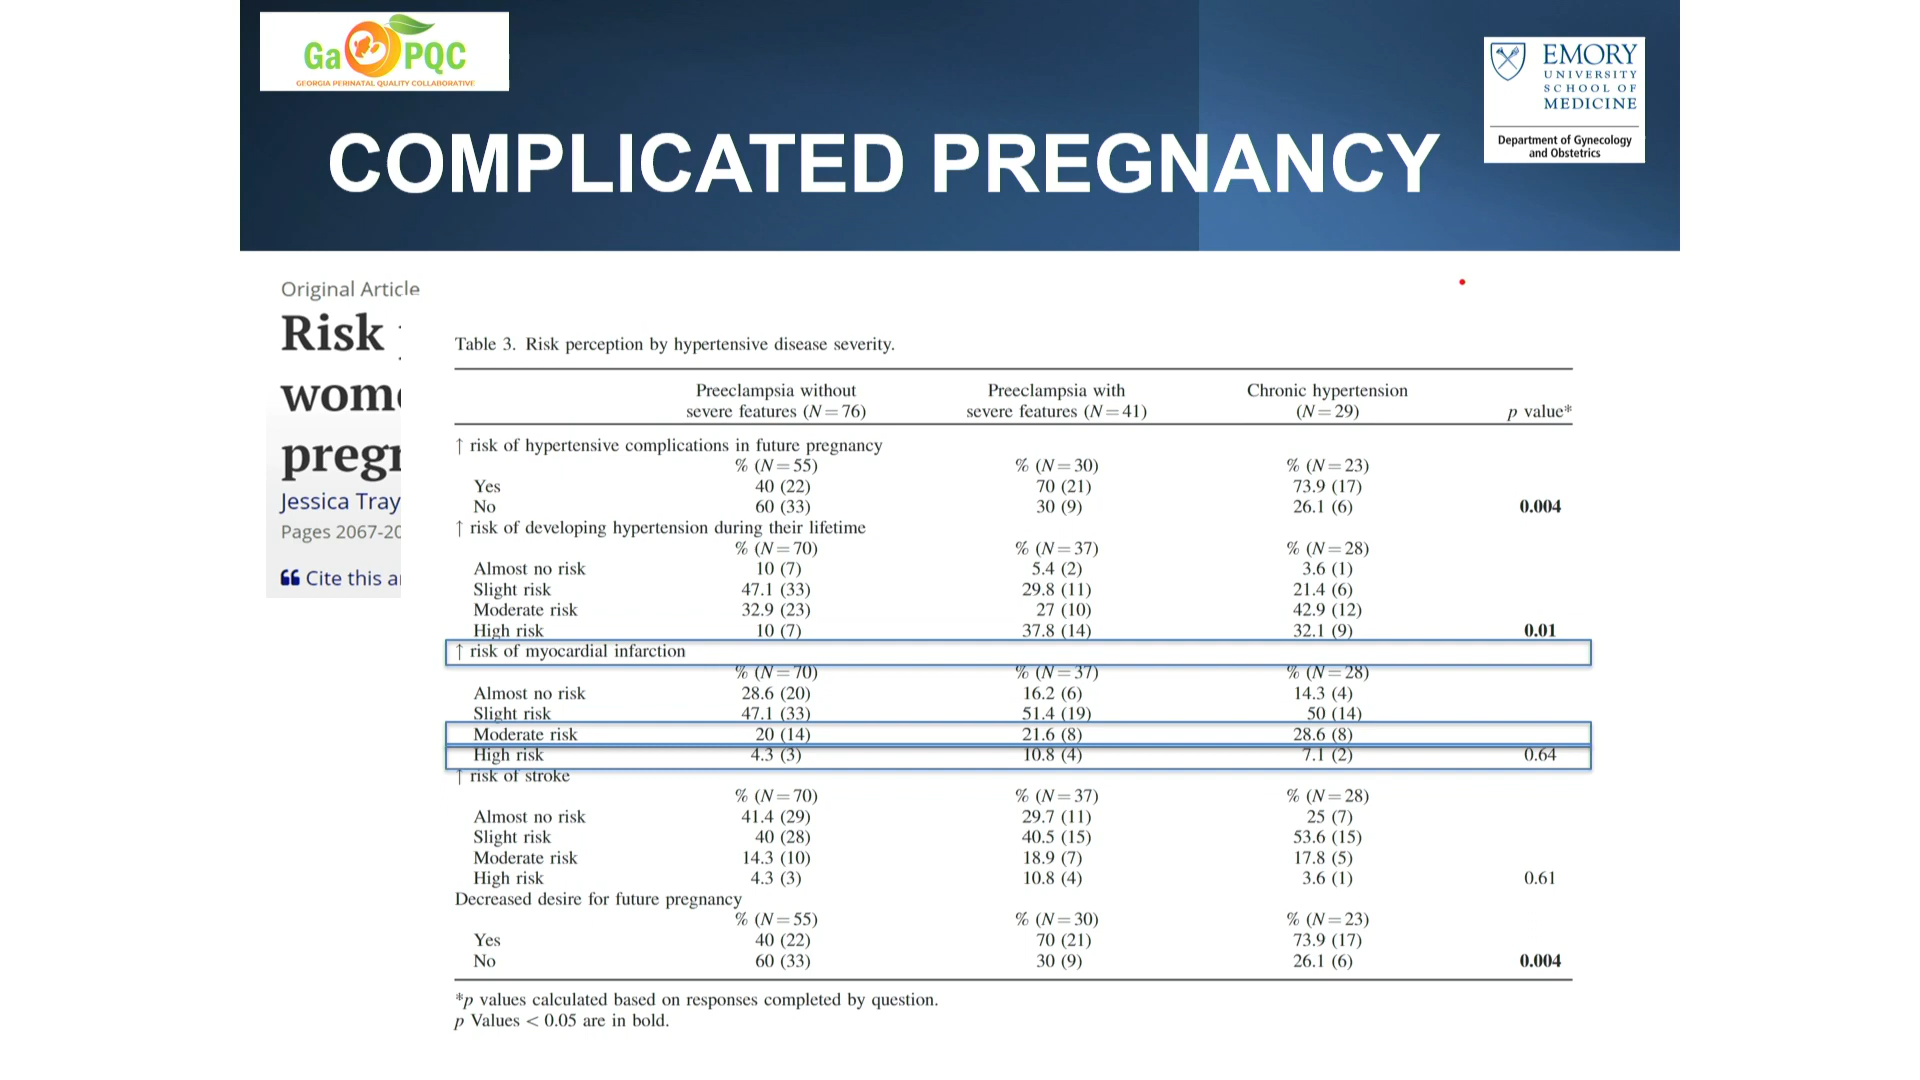 Ga PQC
GEORGIA PERINATAL QUALITY COLLABORATIVE
EMORY
UNIVERSITY
SCHOOL OF
MEDICINE
Department of Gynecology
and Obstetrics
COMPLICATED PREGNANCY
Original Article
Risk
Jessica
Pages
Cite this
Table 3. Risk perception by hypertensive disease severity.
Preeclampsia without Preeclampsia with Chronic hypertension
severe features (N = 76) severe features (N = 41) (N = 29) p value*
↑ risk of hypertensive complications in future pregnancy
% (N = 55) % (N = 30) % (N = 23)
Yes 40 (22) 70 (21) 73.9 (17)
No 60 (33) 30 (9) 26.1 (6) 0.004
↑ risk of developing hypertension during their lifetime
% (N = 70) % (N = 37) % (N = 28)
Almost no risk 10 (7) 5.4 (2) 3.6 (1)
Slight risk 47.1 (33) 29.8 (11) 21.4 (6)
Moderate risk 32.9 (23) 27 (10) 42.9 (12)
High risk 10 (7) 37.8 (14) 32.1 (9) 0.01
↑ risk of myocardial infarction
% (N = 70) % (N = 37) % (N = 28)
Almost no risk 28.6 (20) 16.2 (6) 14.3 (4)
Slight risk 47.1 (33) 51.4 (19) 50 (14)
Moderate risk 20 (14) 21.6 (8) 28.6 (8)
High risk 4.3 (3) 10.8 (4) 7.1 (2) 0.64
↑ risk of stroke
% (N = 70) % (N = 37) % (N = 28)
Almost no risk 41.4 (29) 29.7 (11) 25 (7)
Slight risk 40 (28) 40.5 (15) 53.6 (15)
Moderate risk 14.3 (10) 18.9 (7) 17.8 (5)
High risk 4.3 (3) 10.8 (4) 3.6 (1) 0.61
Decreased desire for future pregnancy
% (N = 55) % (N = 30) % (N = 23)
Yes 40 (22) 70 (21) 73.9 (17)
No 60 (33) 30 (9) 26.1 (6) 0.004
*p values calculated based on responses completed by question.
p Values < 0.05 are in bold.